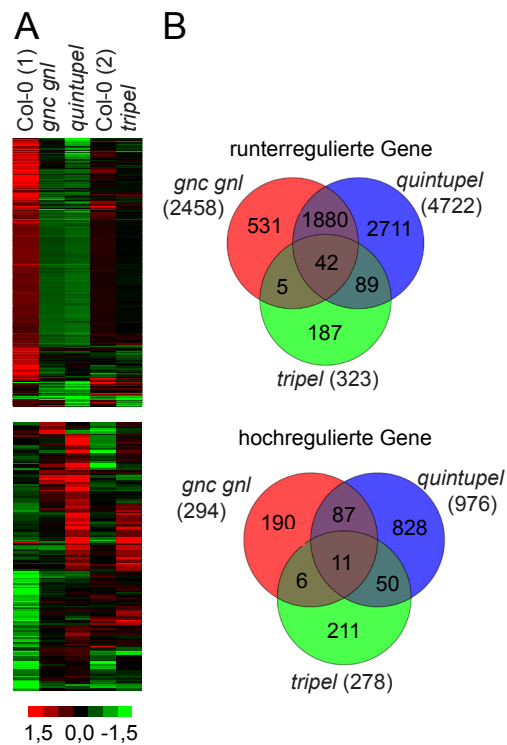 A
B
Col-0 (1)
gnc gnl
quintupel
Col-0 (2)
tripel
runterregulierte Gene
gnc gnl
(2458)
quintupel
(4722)
531
1880
2711
42
5
89
187
tripel (323)
hochregulierte Gene
gnc gnl
(294)
quintupel
(976)
190
87
828
11
6
50
211
tripel (278)
1,5 0,0 -1,5